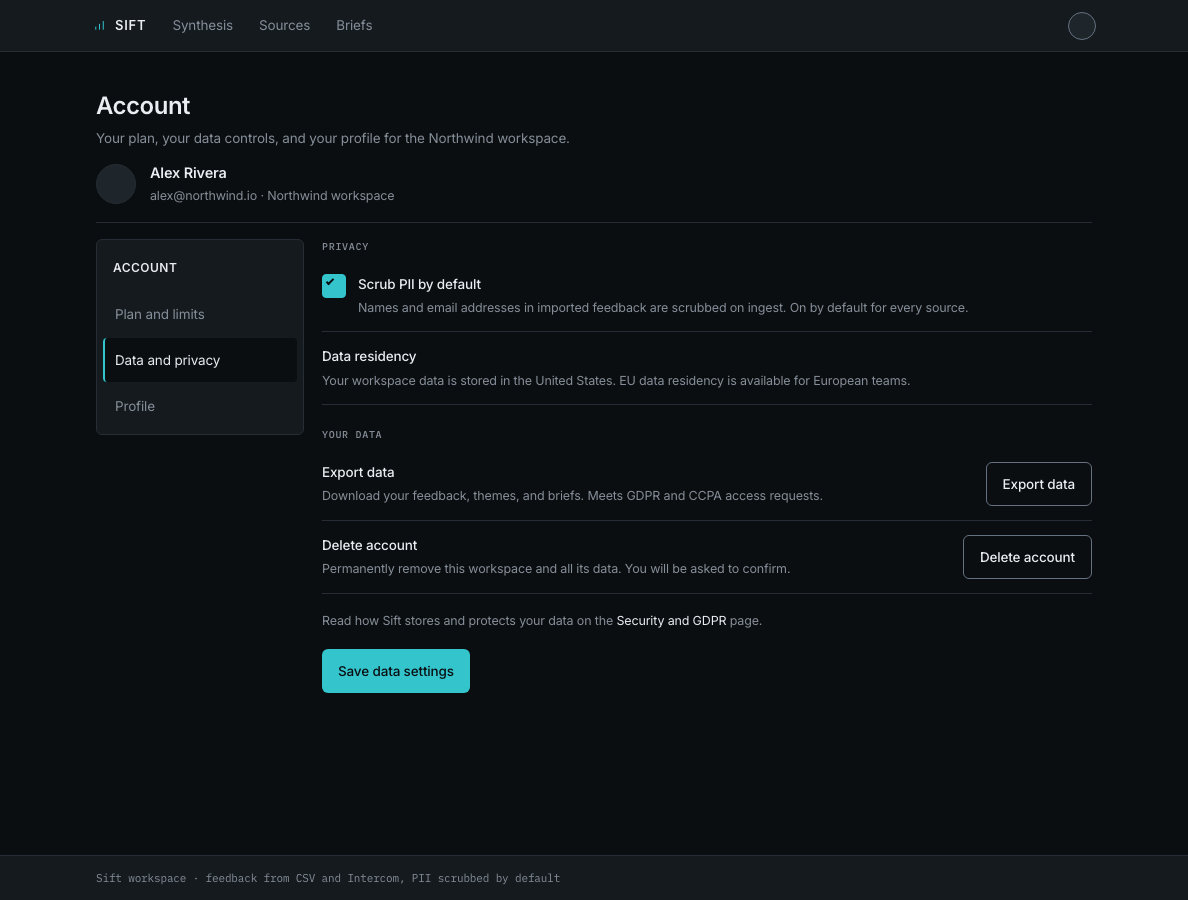 SIFT Synthesis Sources Briefs
Account
Your plan, your data controls, and your profile for the Northwind workspace.
Alex Rivera
alex@northwind.io · Northwind workspace
ACCOUNT
Plan and limits
Data and privacy
Profile
PRIVACY
Scrub PII by default
Names and email addresses in imported feedback are scrubbed on ingest. On by default for every source.
Data residency
Your workspace data is stored in the United States. EU data residency is available for European teams.
YOUR DATA
Export data
Download your feedback, themes, and briefs. Meets GDPR and CCPA access requests.
Export data
Delete account
Permanently remove this workspace and all its data. You will be asked to confirm.
Delete account
Read how Sift stores and protects your data on the Security and GDPR page.
Save data settings
Sift workspace · feedback from CSV and Intercom, PII scrubbed by default